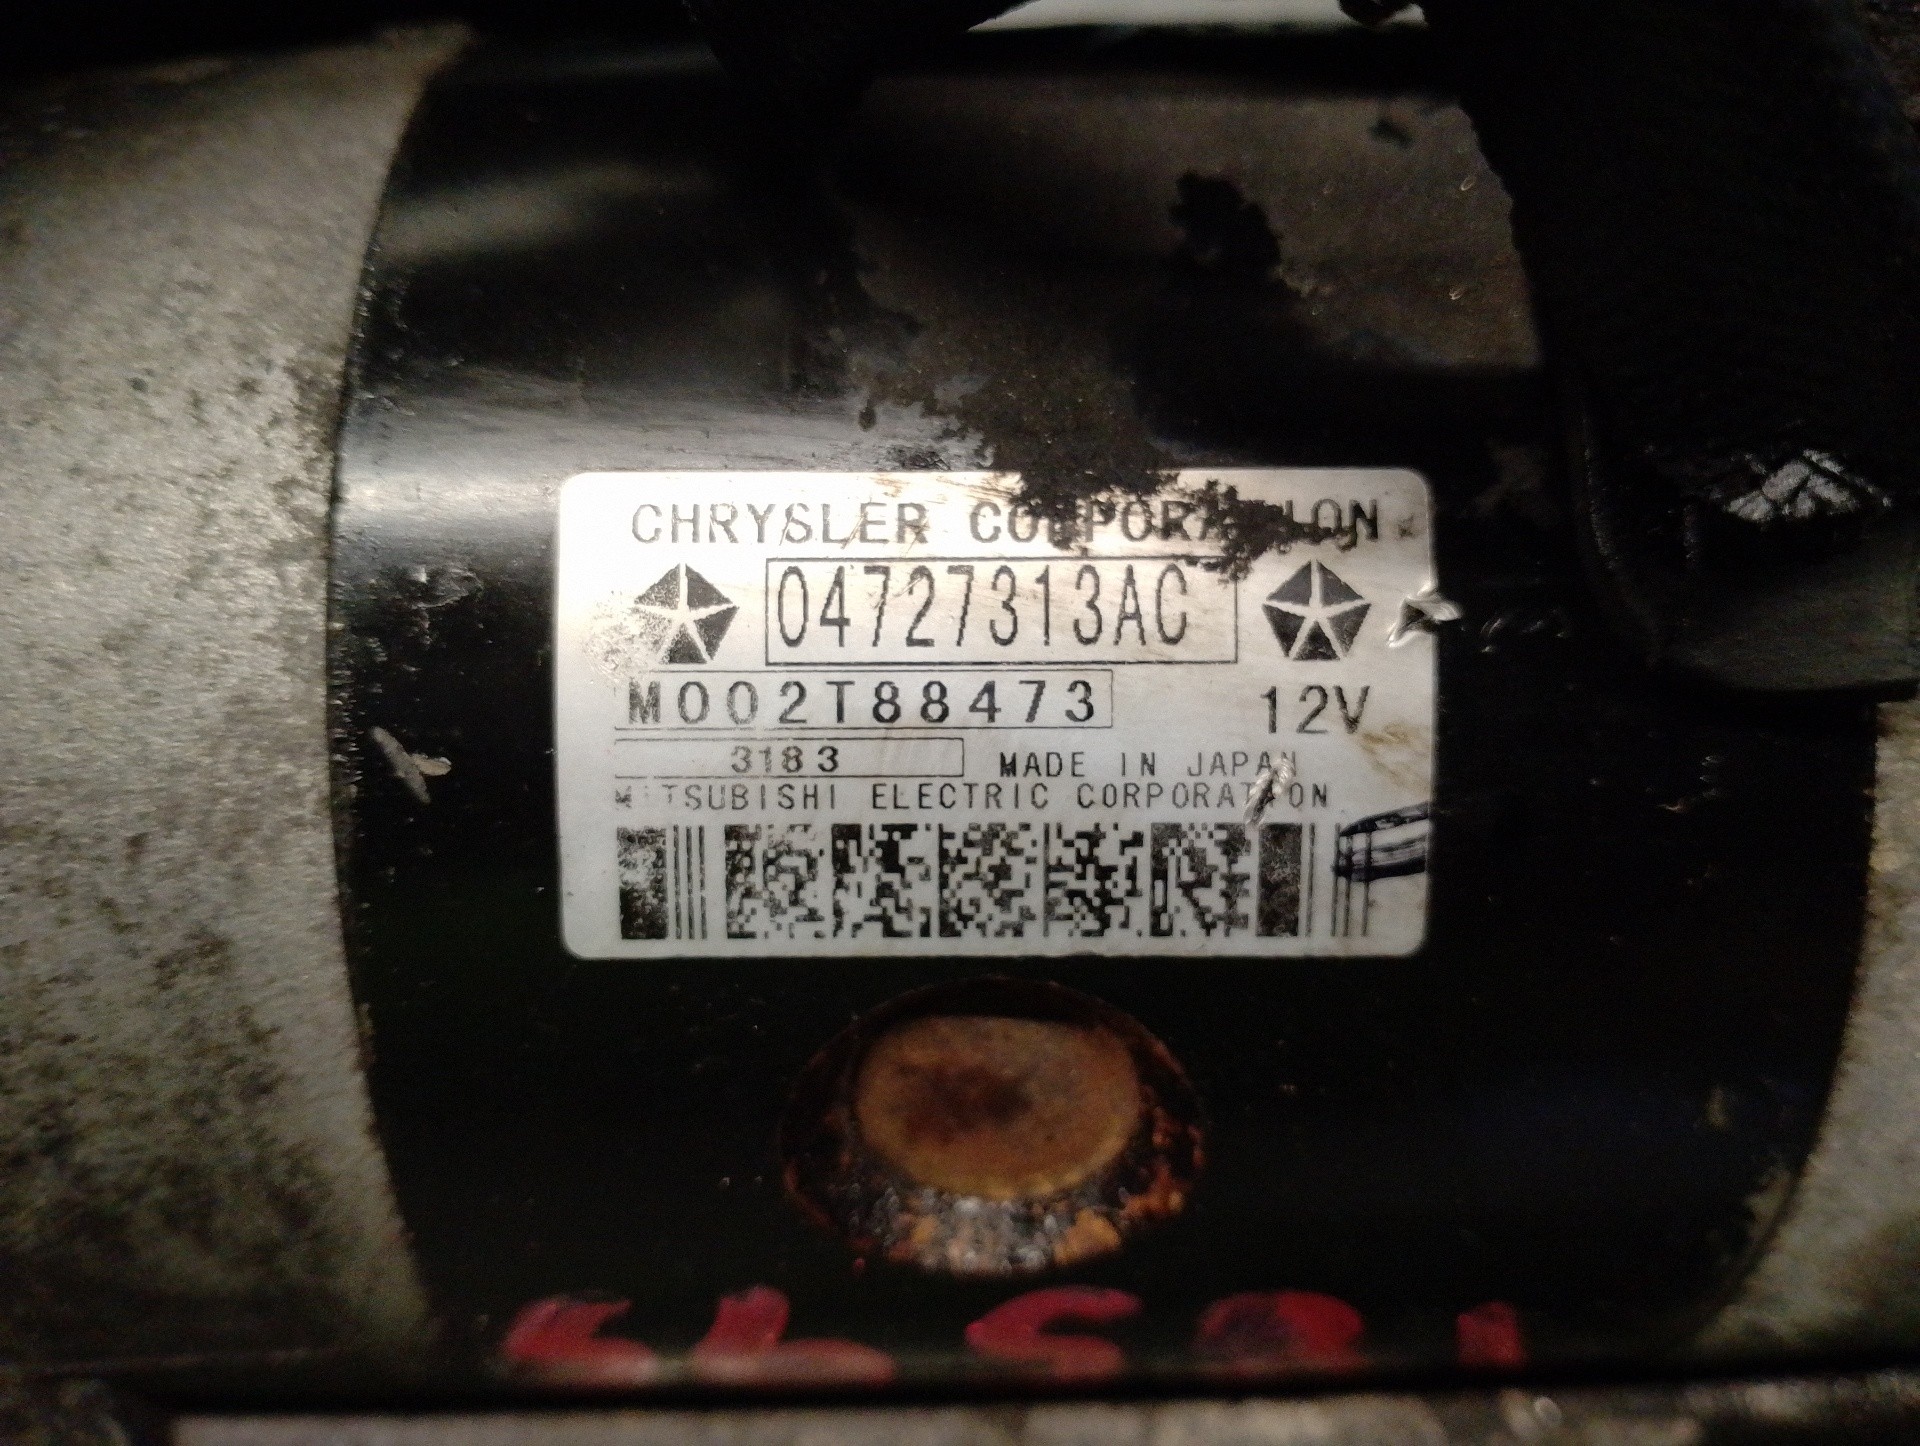 CHRYSLER CORPORATION
04727313AC
M002T88473 12V
3183 MADE IN JAPAN
MITSUBISHI ELECTRIC CORPORATION